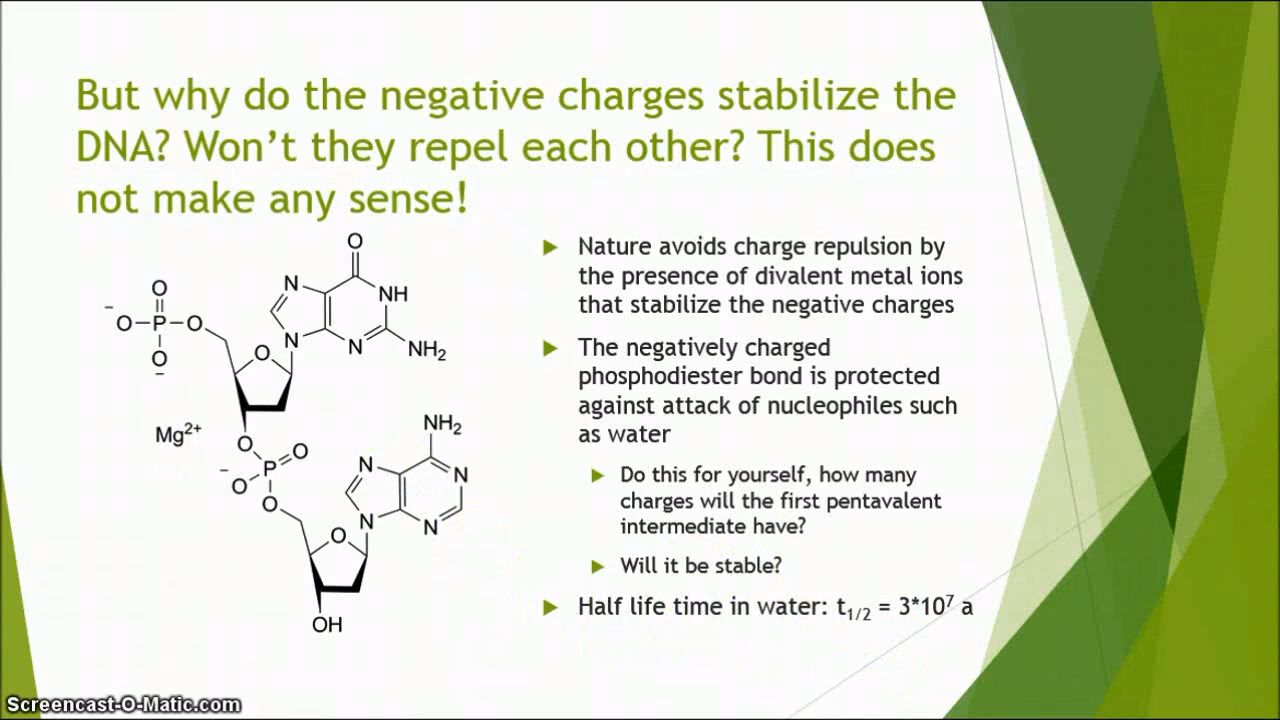 But why do the negative charges stabilize the
DNA? Won't they repel each other? This does
not make any sense!
O
N
NH
N
N
NH2
O
−
O−P−O
O
−
O
Mg2+
O
−
P
O
O
O
NH2
N
N
N
N
O
OH
Nature avoids charge repulsion by
the presence of divalent metal ions
that stabilize the negative charges
The negatively charged
phosphodiester bond is protected
against attack of nucleophiles such
as water
Do this for yourself, how many
charges will the first pentavalent
intermediate have?
Will it be stable?
Half life time in water: t1/2 = 3*10⁷ a
Screencast-O-Matic.com